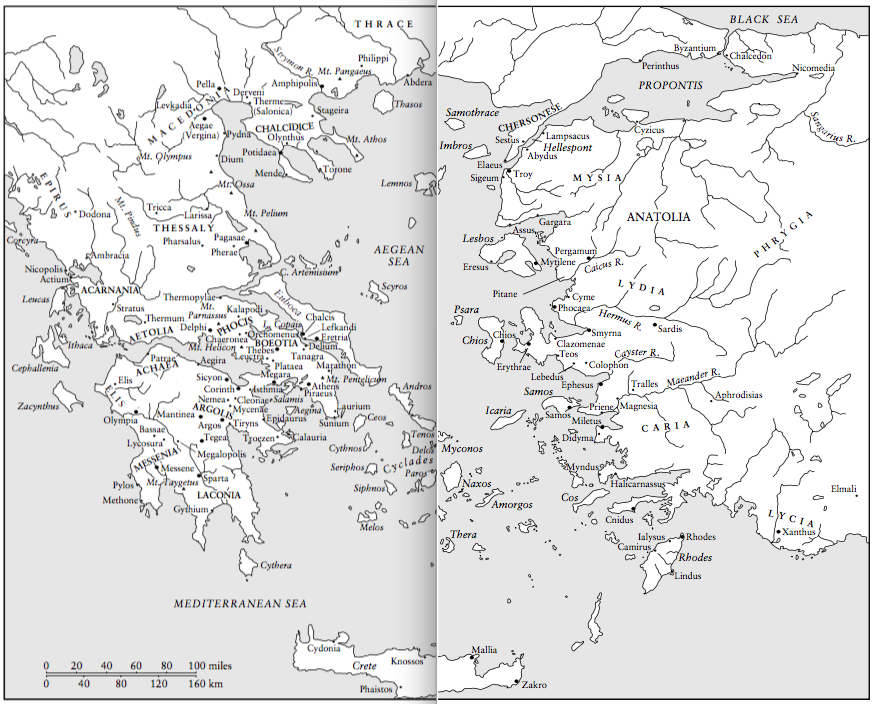 THRACE
Strymon R.
Philippi
Mt. Pangaeus
Amphipolis
Abdera
Pella
Derveni
Therme
(Salonica)
Stageira
Thasos
Levkadia
MACEDONIA
Aegae
(Vergina)
Pydna
CHALCIDICE
Olynthus
Mt. Athos
Potidaea
Mt. Olympus
Dium
Mende
Torone
Lemnos
Mt. Ossa
EPIRUS
Dodona
Mt. Pindus
Tricca
Larissa
Mt. Pelium
THESSALY
Pharsalus
Pagasae
Pherae
AEGEAN
SEA
Corcyra
Ambracia
Nicopolis
Actium
C. Artemisium
Scyros
Leucas
ACARNANIA
Stratus
Thermopylae
Euboea
Mt.
Parnassus
Kalapodi
Chalcis
Thermum
Delphi
PHOCIS
Copais
Lefkandi
AETOLIA
Orchomenus
Eretria
Chaeronea
BOEOTIA
Delium
Ithaca
Mt. Helicon
Thebes
Tanagra
Leuctra
Patrae
ACHAEA
Aegira
Plataea
Marathon
Cephallenia
Megara
Mt. Pentelicon
Elis
Sicyon
Athens
Andros
ELIS
Corinth
Isthmia
Piraeus
Zacynthus
Nemea
Cleonae
Salamis
Mantinea
ARGOLIS
Mycenae
Aegina
Laurium
Ceos
Olympia
Argos
Tiryns
Epidaurus
Sunium
Bassae
Tegea
Troezen
Calauria
Tenos
Lycosura
Cythnos
Delos
MESSENIA
Megalopolis
Cyclades
Messene
Seriphos
Paros
Pylos
Mt. Taygetus
Sparta
Siphnos
Methone
LACONIA
Gythium
Melos
Cythera
MEDITERRANEAN SEA
Cydonia
Crete
Knossos
Phaistos
0 20 40 60 80 100 miles
0 40 80 120 160 km
BLACK SEA
Byzantium
Chalcedon
Perinthus
Nicomedia
PROPONTIS
Samothrace
CHERSONESE
Sangarius R.
Cyzicus
Lampsacus
Sestus
Hellespont
Imbros
Abydus
Elaeus
Sigeum
Troy
MYSIA
ANATOLIA
Gargara
Assus
PHRYGIA
Lesbos
Pergamum
Mytilene
Caicus R.
Eresus
LYDIA
Pitane
Cyme
Phocaea
Psara
Hermus R.
Sardis
Chios
Chios
Smyrna
Clazomenae
Teos
Cayster R.
Erythrae
Colophon
Lebedus
Ephesus
Maeander R.
Samos
Tralles
Aphrodisias
Icaria
Samos
Priene
Magnesia
Miletus
CARIA
Didyma
Myconos
Myndus
Naxos
Halicarnassus
Elmali
Amorgos
Cos
LYCIA
Cnidus
Xanthus
Thera
Ialysus
Rhodes
Camirus
Rhodes
Lindus
Mallia
Zakro